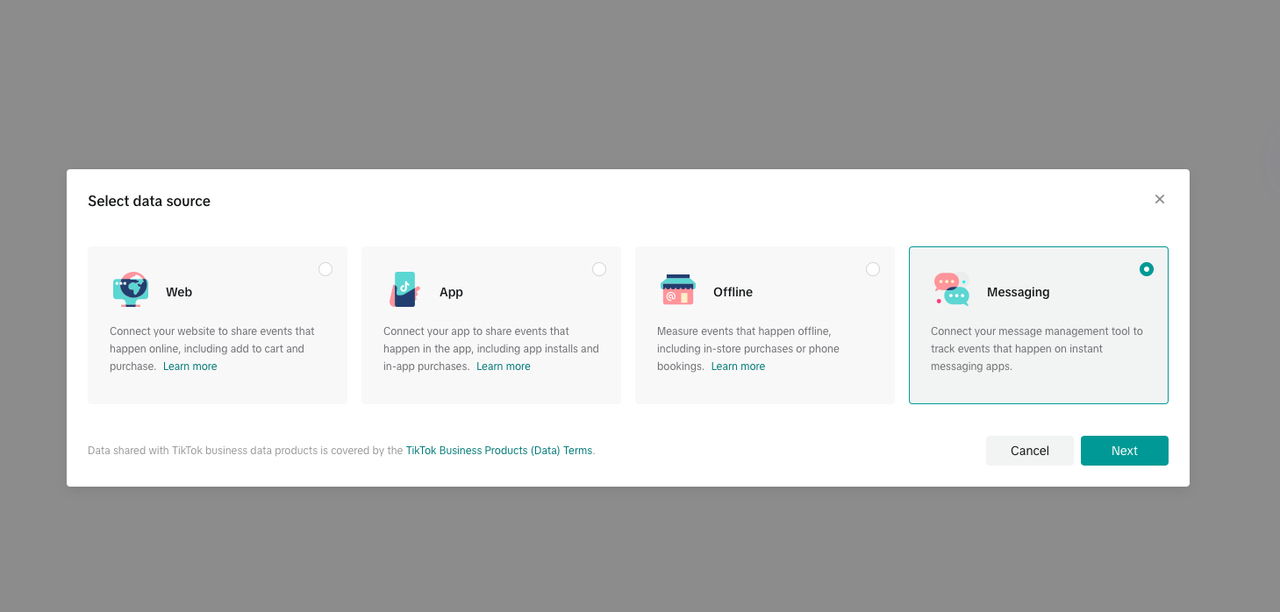 Select data source
Web
Connect your website to share events that
happen online, including add to cart and
purchase. Learn more
App
Connect your app to share events that
happen in the app, including app installs and
in-app purchases. Learn more
Offline
Measure events that happen offline,
including in-store purchases or phone
bookings. Learn more
Messaging
Connect your message management tool to
track events that happen on instant
messaging apps.
Data shared with TikTok business data products is covered by the TikTok Business Products (Data) Terms.
Cancel
Next